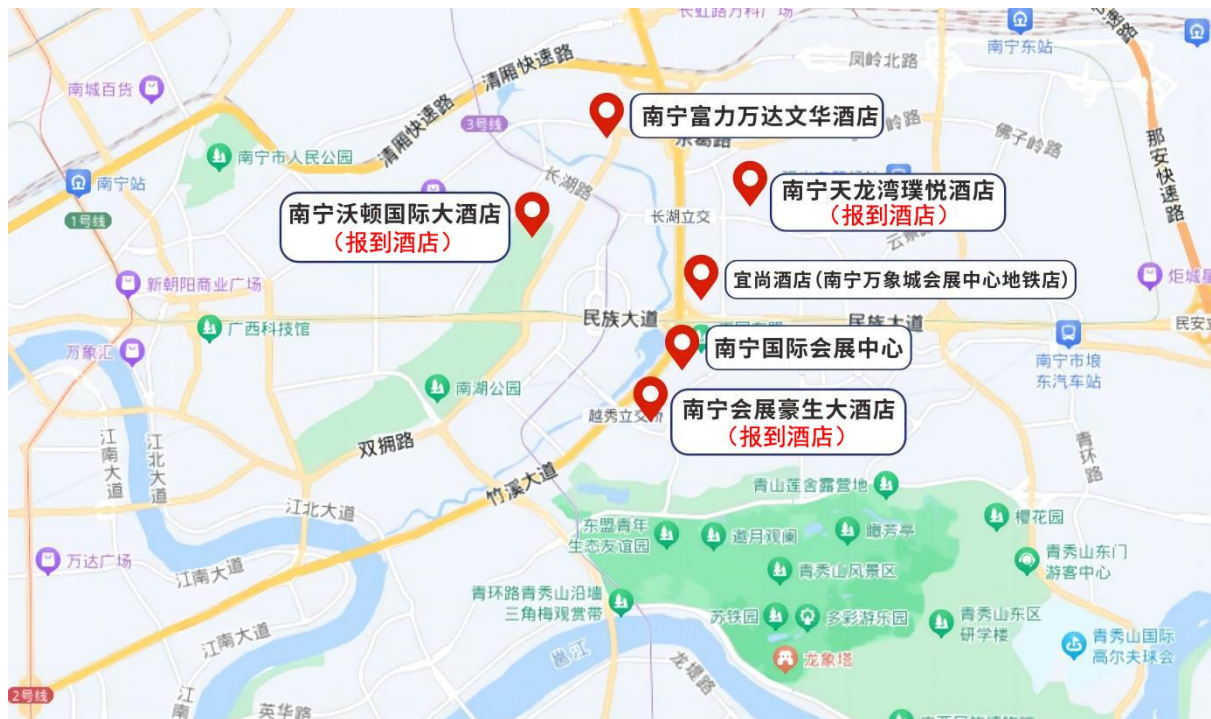 长虹路万科广场
南宁东站
凤岭北路
清厢快速路
南城百货
清厢快速路
3号线
南宁富力万达文华酒店
东葛路
岭路
佛子岭路
那安快速路
南宁市人民公园
南宁站
1号线
长湖路
南宁沃顿国际大酒店
(报到酒店)
长湖立交
南宁天龙湾璞悦酒店
(报到酒店)
宜尚酒店(南宁万象城会展中心地铁店)
炬城星
新朝阳商业广场
广西科技馆
民族大道
民族大道
民安立
万象汇
南宁国际会展中心
南宁市埌
东汽车站
南湖公园
南宁会展豪生大酒店
(报到酒店)
越秀立交桥
双拥路
江南大道
江北大道
青环路
竹溪大道
江北大道
青山莲舍露营地
东盟青年
生态友谊园
邀月观阑
瞰芳亭
樱花园
万达广场
江南大道
青秀山风景区
青秀山东门
游客中心
青环路青秀山沿墙
三角梅观赏带
苏铁园
多彩游乐园
青秀山东区
研学楼
江南大道
邕江
龙堤路
龙象塔
青秀山国际
高尔夫球会
2号线
江南
英华路